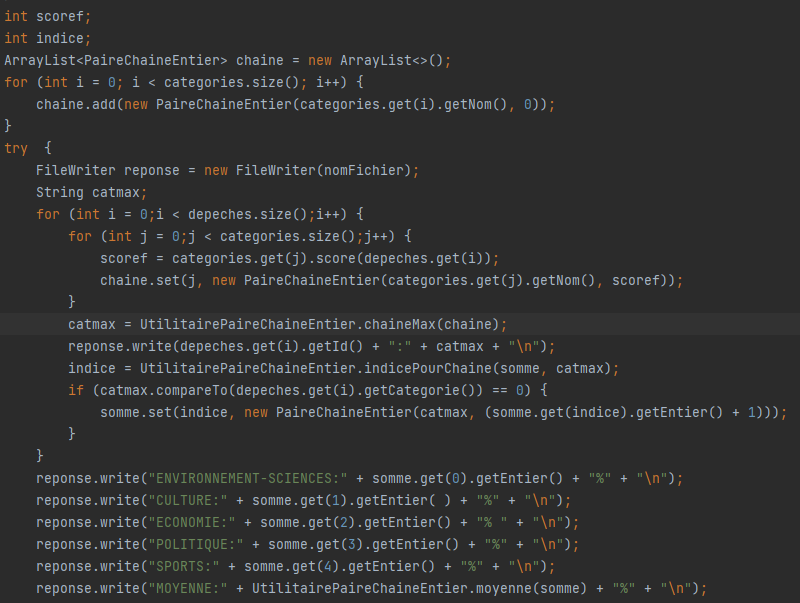 int scoref;
int indice;
ArrayList<PaireChaineEntier> chaine = new ArrayList<>();
for (int i = 0; i < categories.size(); i++) {
    chaine.add(new PaireChaineEntier(categories.get(i).getNom(), 0));
}
try  {
    FileWriter reponse = new FileWriter(nomFichier);
    String catmax;
    for (int i = 0;i < depeches.size();i++) {
        for (int j = 0;j < categories.size();j++) {
            scoref = categories.get(j).score(depeches.get(i));
            chaine.set(j, new PaireChaineEntier(categories.get(j).getNom(), scoref));
        }
        catmax = UtilitairePaireChaineEntier.chaineMax(chaine);
        reponse.write(depeches.get(i).getId() + ":" + catmax + "\n");
        indice = UtilitairePaireChaineEntier.indicePourChaine(somme, catmax);
        if (catmax.compareTo(depeches.get(i).getCategorie()) == 0) {
            somme.set(indice, new PaireChaineEntier(catmax, (somme.get(indice).getEntier() + 1)));
        }
    }
    reponse.write("ENVIRONNEMENT-SCIENCES:" + somme.get(0).getEntier() + "%" + "\n");
    reponse.write("CULTURE:" + somme.get(1).getEntier( ) + "%" + "\n");
    reponse.write("ECONOMIE:" + somme.get(2).getEntier() + "% " + "\n");
    reponse.write("POLITIQUE:" + somme.get(3).getEntier() + "%" + "\n");
    reponse.write("SPORTS:" + somme.get(4).getEntier() + "%" + "\n");
    reponse.write("MOYENNE:" + UtilitairePaireChaineEntier.moyenne(somme) + "%" + "\n");